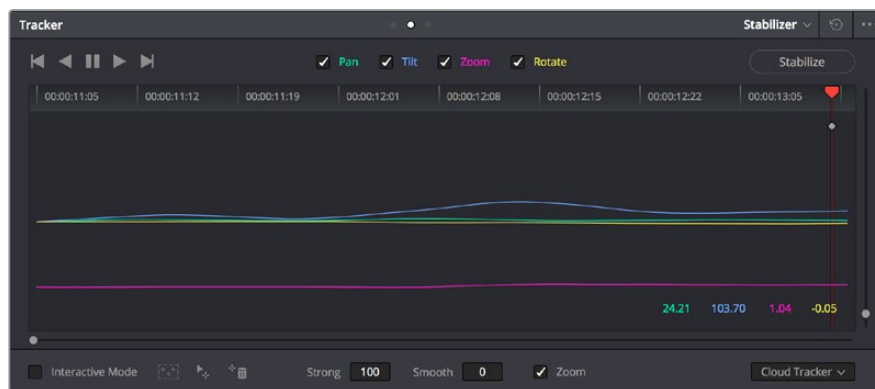 Tracker Stabilizer
Pan Tilt Zoom Rotate Stabilize
00:00:11:05 00:00:11:12 00:00:11:19 00:00:12:01 00:00:12:08 00:00:12:15 00:00:12:22 00:00:13:05
24.21 103.70 1.04 -0.05
Interactive Mode Strong 100 Smooth 0 Zoom Cloud Tracker